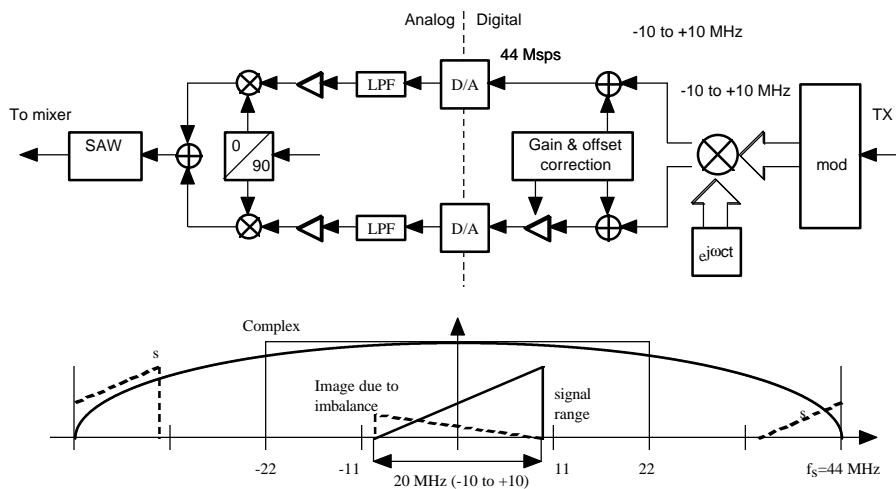 Analog
Digital
-10 to +10 MHz
44 Msps
-10 to +10 MHz
To mixer
SAW
0
90
LPF
D/A
Gain & offset
correction
mod
TX
LPF
D/A
ejωct
Complex
s
Image due to
imbalance
signal
range
s
-22
-11
11
22
fs=44 MHz
20 MHz (-10 to +10)